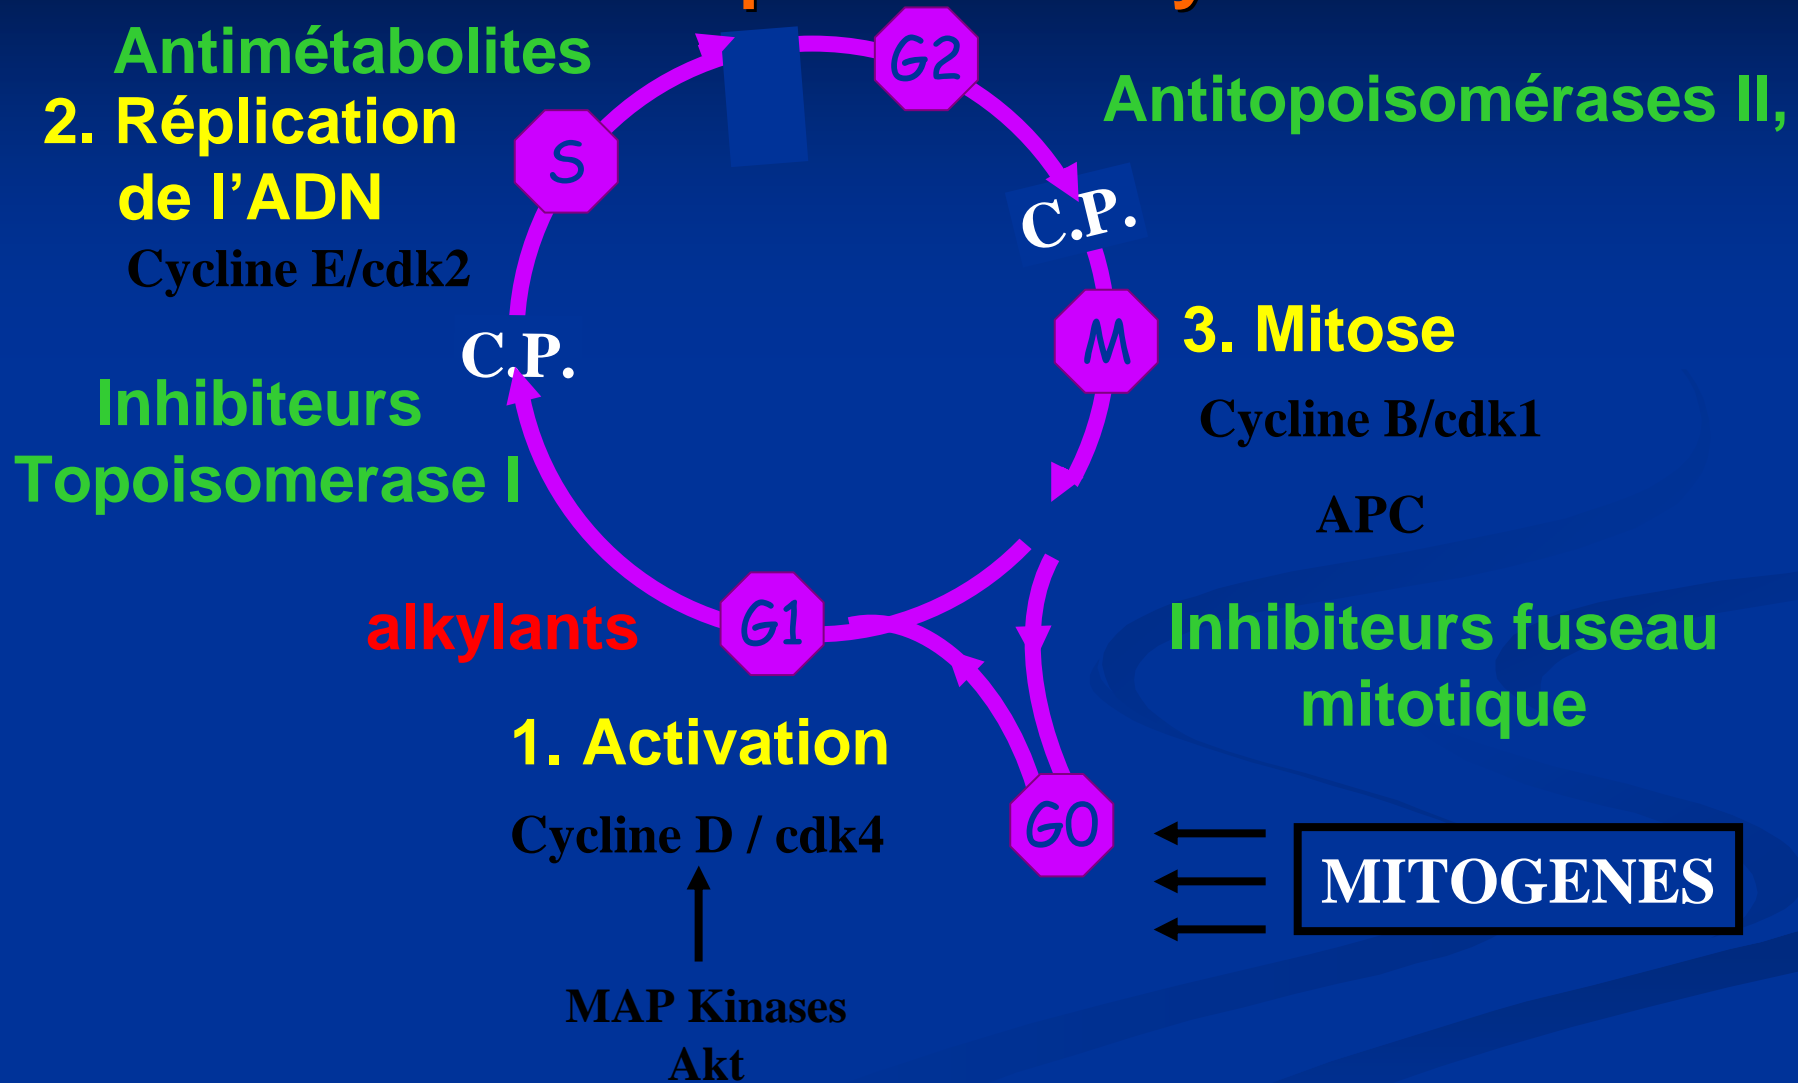 Antimétabolites
2. Réplication
de l’ADN
Cycline E/cdk2
S
G2
Antitopoisomérases II,
C.P.
M
3. Mitose
Cycline B/cdk1
APC
C.P.
Inhibiteurs
Topoisomerase I
alkylants
G1
Inhibiteurs fuseau
mitotique
1. Activation
Cycline D / cdk4
G0
MITOGENES
MAP Kinases
Akt